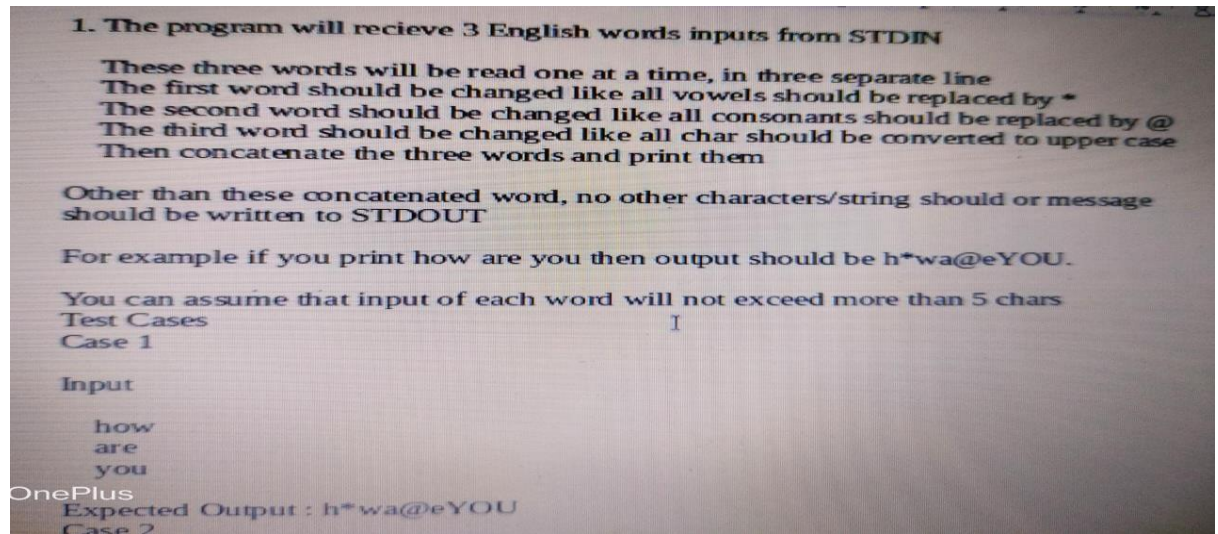 1. The program will recieve 3 English words inputs from STDIN
These three words will be read one at a time, in three separate line
The first word should be changed like all vowels should be replaced by *
The second word should be changed like all consonants should be replaced by @
The third word should be changed like all char should be converted to upper case
Then concatenate the three words and print them
Other than these concatenated word, no other characters/string should or message
should be written to STDOUT
For example if you print how are you then output should be h*wa@eYOU.
You can assume that input of each word will not exceed more than 5 chars
Test Cases
Case 1
Input
how
are
you
OnePlus
Expected Output : h*wa@eYOU
Case 2